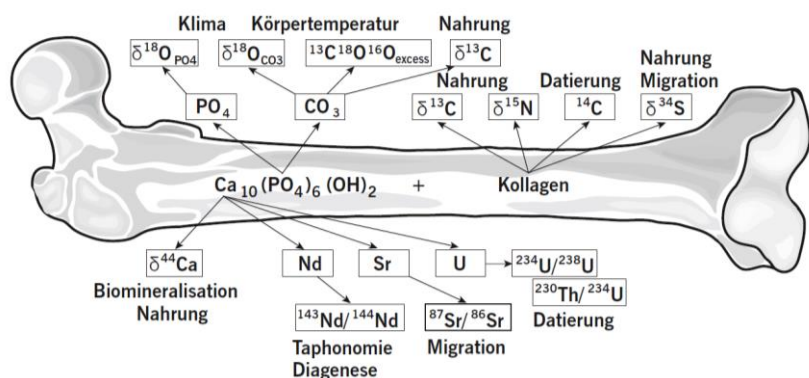 Klima Körpertemperatur Nahrung
δ¹⁸O_PO4 δ¹⁸O_CO3 ¹³C¹⁸O¹⁶O_excess δ¹³C
Nahrung Datierung Nahrung
Migration
PO₄ CO₃ δ¹³C δ¹⁵N ¹⁴C δ³⁴S
Ca₁₀(PO₄)₆(OH)₂ + Kollagen
δ⁴⁴Ca Nd Sr U ²³⁴U/²³⁸U
Biomineralisation
Nahrung
²³⁰Th/²³⁴U
Datierung
¹⁴³Nd/¹⁴⁴Nd ⁸⁷Sr/⁸⁶Sr
Taphonomie Migration
Diagenese